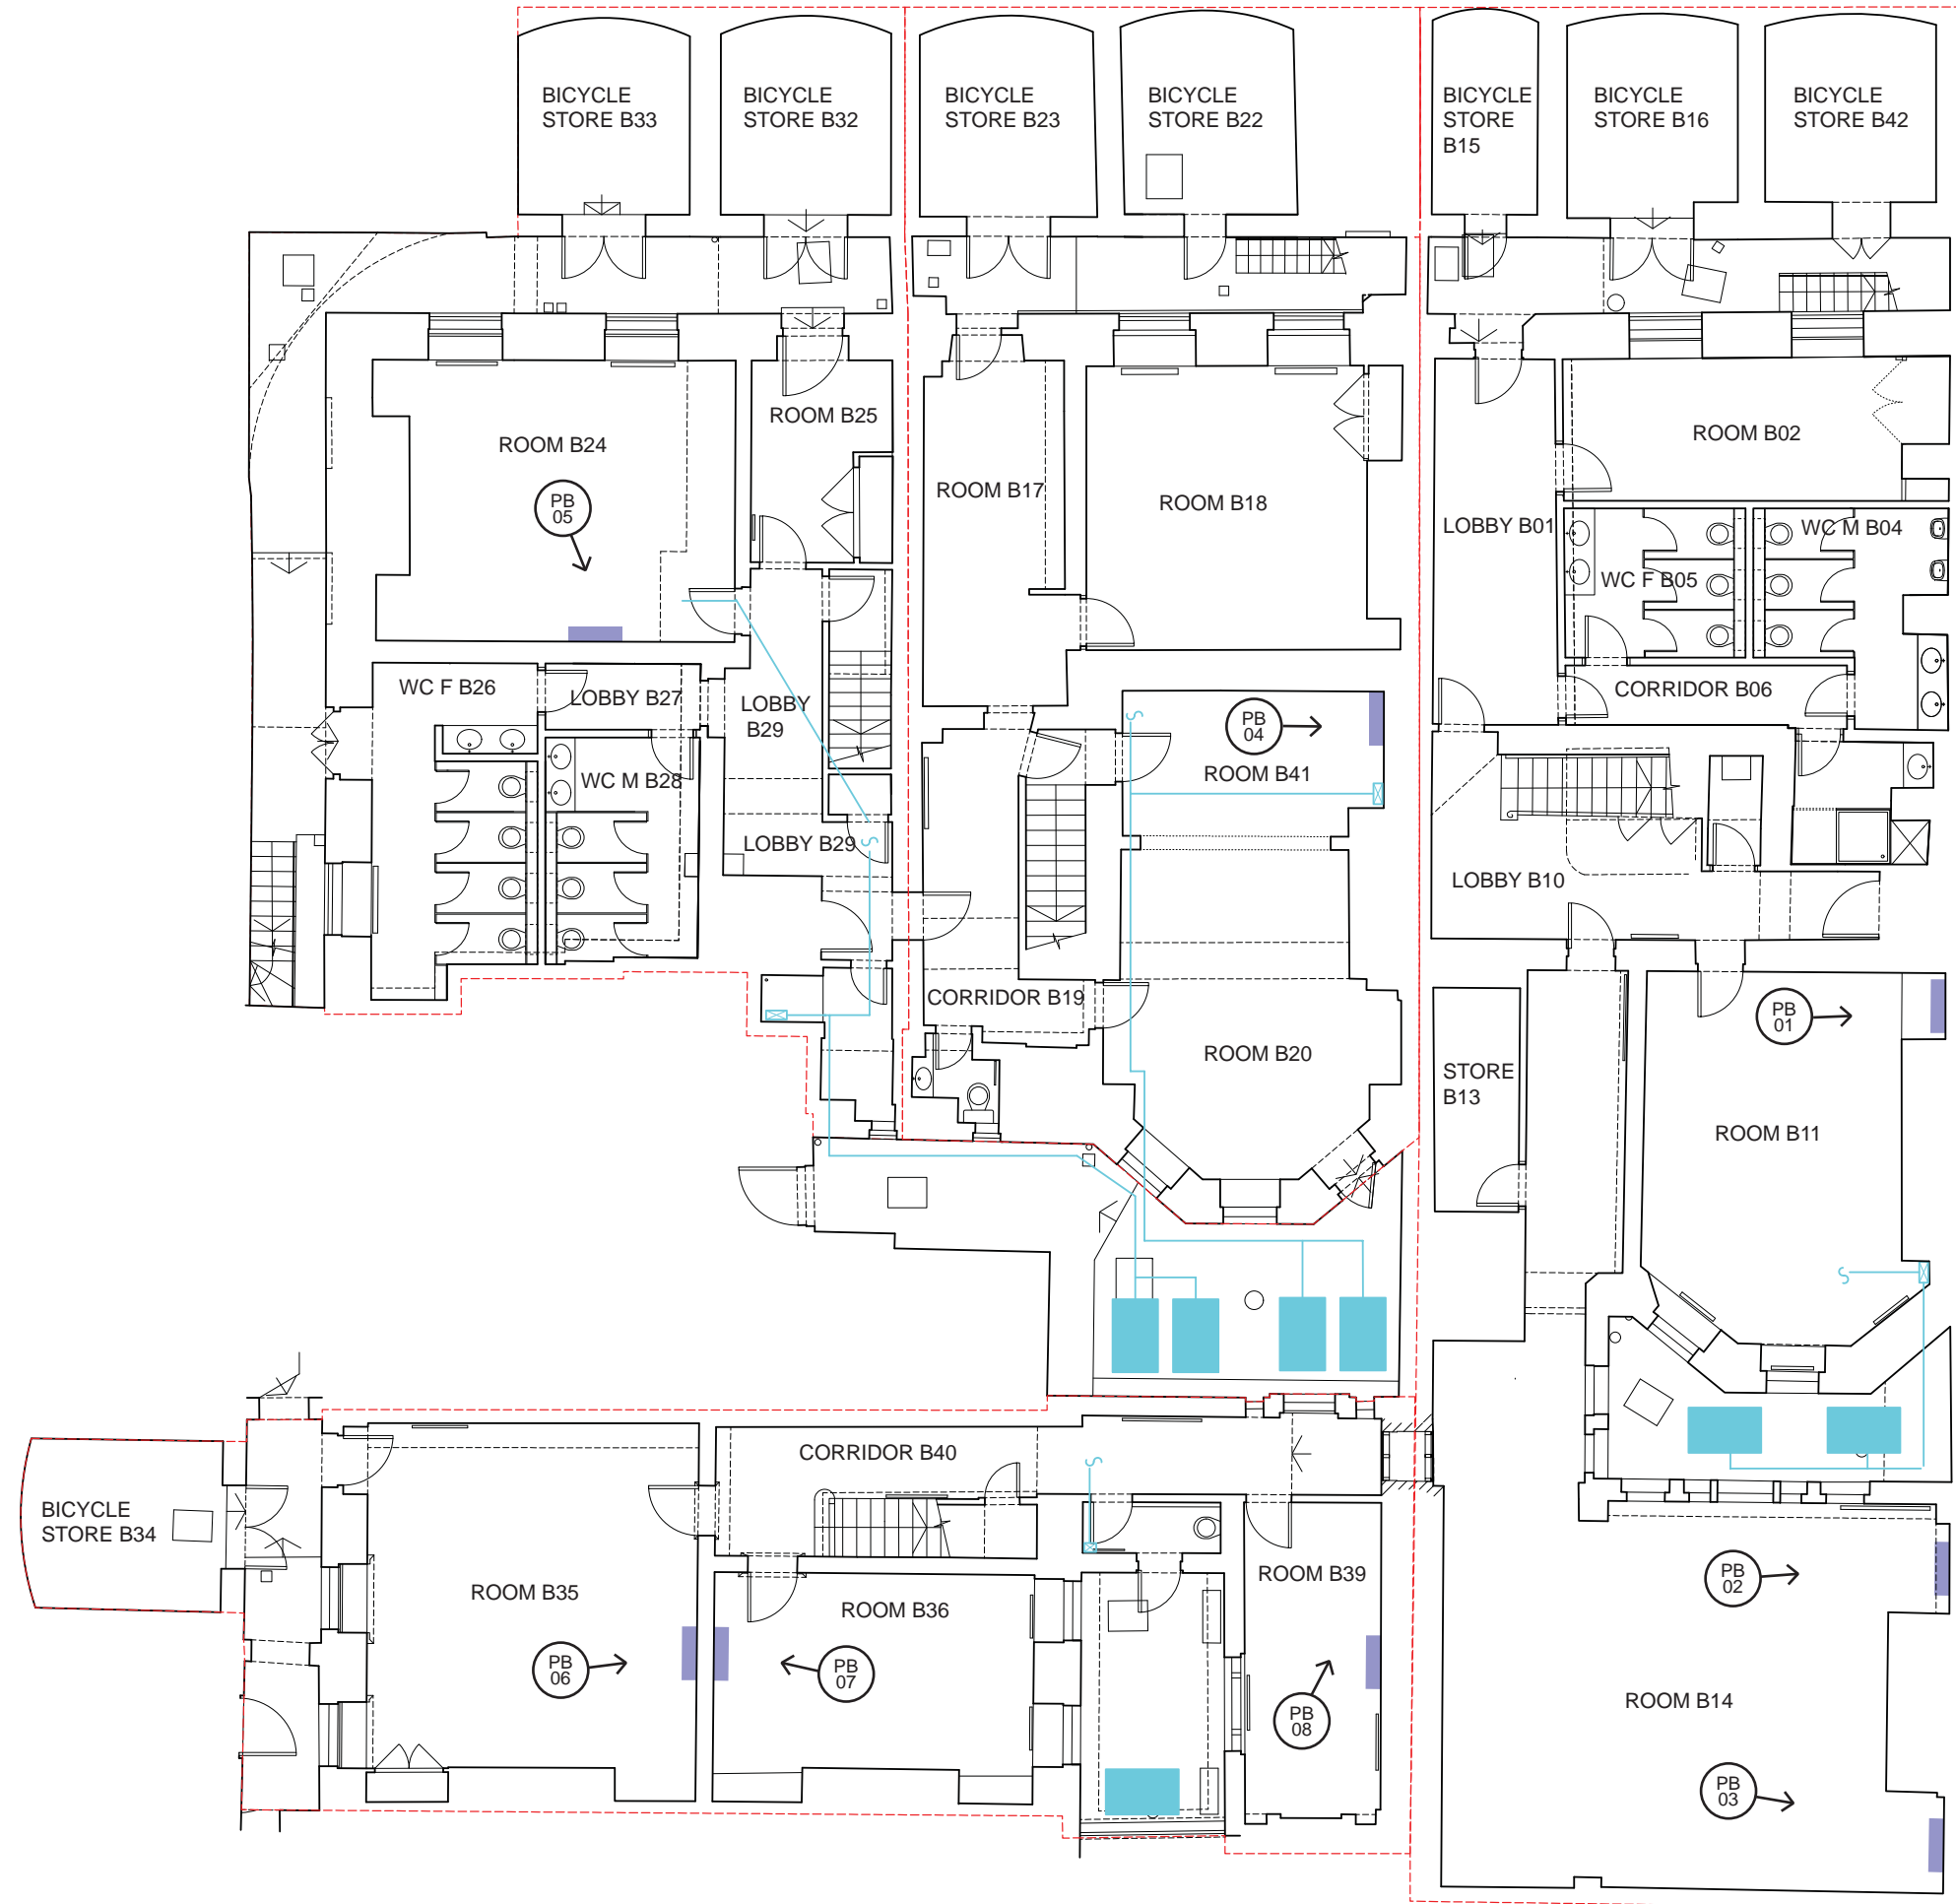 BICYCLE
STORE B33
BICYCLE
STORE B32
BICYCLE
STORE B23
BICYCLE
STORE B22
BICYCLE
STORE
B15
BICYCLE
STORE B16
BICYCLE
STORE B42
ROOM B24
PB
05
ROOM B25
ROOM B17
ROOM B18
ROOM B02
LOBBY B01
WC M B04
WC F B05
CORRIDOR B06
WC F B26
LOBBY B27
LOBBY
B29
WC M B28
LOBBY B29
PB
04
ROOM B41
LOBBY B10
CORRIDOR B19
ROOM B20
PB
01
STORE
B13
ROOM B11
CORRIDOR B40
BICYCLE
STORE B34
ROOM B35
ROOM B36
ROOM B39
PB
02
PB
06
PB
07
PB
08
ROOM B14
PB
03